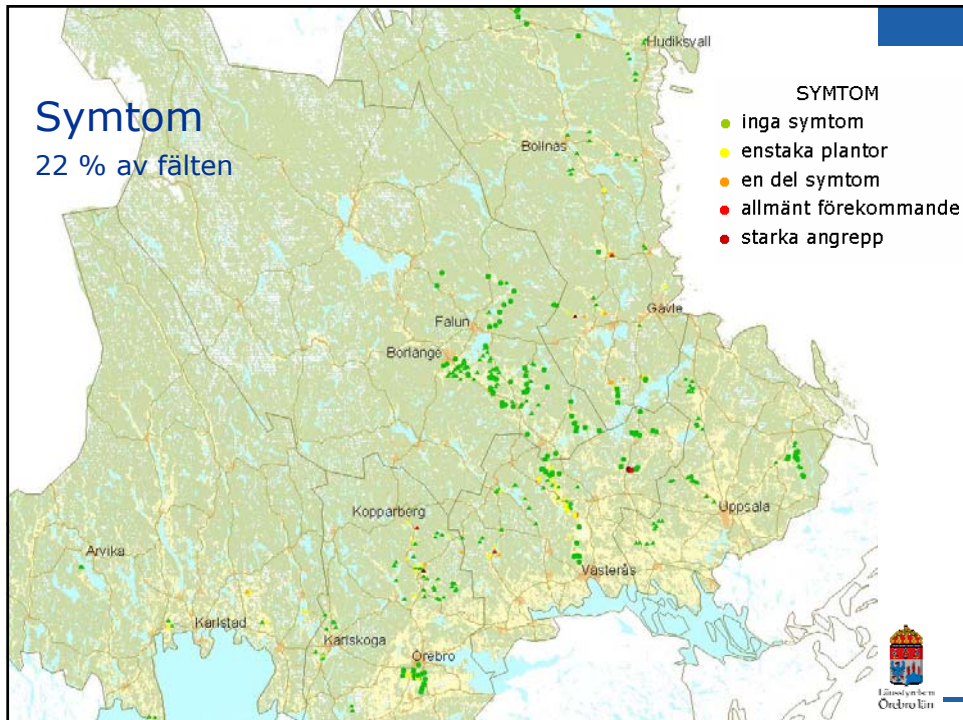 Symtom
22 % av fälten
SYMTOM
inga symtom
enstaka plantor
en del symtom
allmänt förekommande
starka angrepp
Hudiksvall
Bollnäs
Gävle
Falun
Borlänge
Uppsala
Kopparberg
Arvika
Västerås
Karlstad
Karlskoga
Örebro
Länsstyrelsen
Örebro län